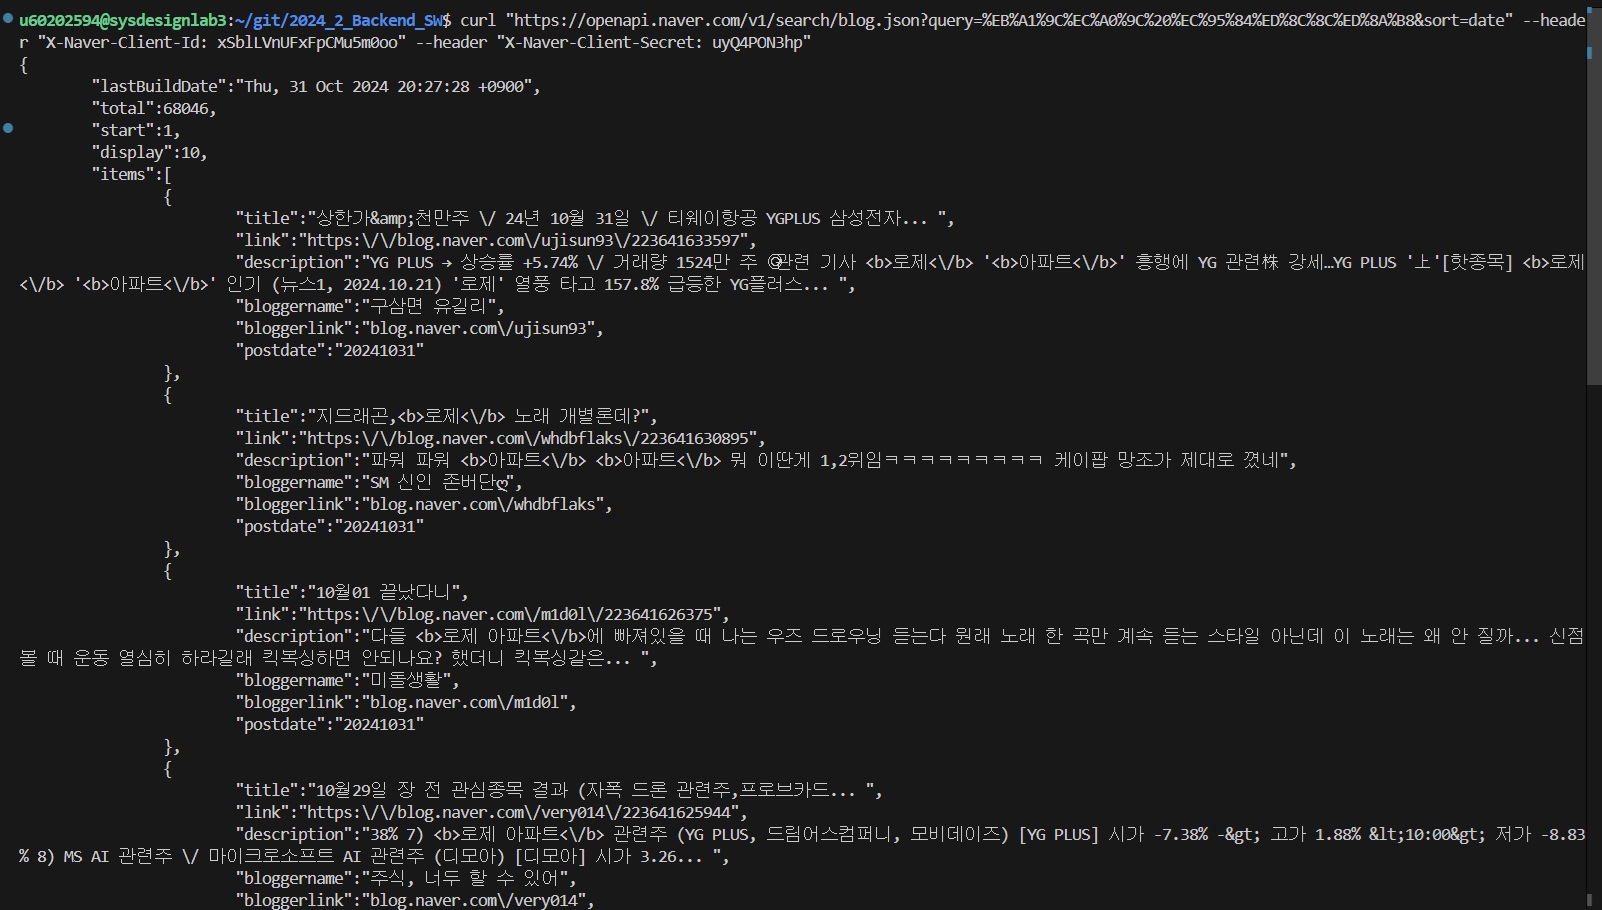 u60202594@sysdesignlab3:~/git/2024_2_Backend_SW$ curl "https://openapi.naver.com/v1/search/blog.json?query=%EB%A1%9C%EC%A0%9C%20%EC%95%84%ED%8C%8C%ED%8A%B8&sort=date" --heade
r "X-Naver-Client-Id: xSblLVnUFxFpCMu5m0oo" --header "X-Naver-Client-Secret: uyQ4PON3hp"
{
"lastBuildDate":"Thu, 31 Oct 2024 20:27:28 +0900",
"total":68046,
"start":1,
"display":10,
"items":[
{
"title":"상한가&amp;천만주 \/ 24년 10월 31일 \/ 티웨이항공 YGPLUS 삼성전자... ",
"link":"https:\/\/blog.naver.com\/ujisun93\/223641633597",
"description":"YG PLUS → 상승률 +5.74% \/ 거래량 1524만 주 @관련 기사 <b>로제<\/b> '<b>아파트<\/b>' 흥행에 YG 관련株 강세…YG PLUS '上'[핫종목] <b>로제
<\/b> '<b>아파트<\/b>' 인기 (뉴스1, 2024.10.21) '로제' 열풍 타고 157.8% 급등한 YG플러스... ",
"bloggername":"구삼면 유길리",
"bloggerlink":"blog.naver.com\/ujisun93",
"postdate":"20241031"
},
{
"title":"지드래곤,<b>로제<\/b> 노래 개별론데?",
"link":"https:\/\/blog.naver.com\/whdbflaks\/223641630895",
"description":"파워 파워 <b>아파트<\/b> <b>아파트<\/b> 뭐 이딴게 1,2위임ㅋㅋㅋㅋㅋㅋㅋㅋㅋ 케이팝 망조가 제대로 꼈네",
"bloggername":"SM 신인 존버단ღ",
"bloggerlink":"blog.naver.com\/whdbflaks",
"postdate":"20241031"
},
{
"title":"10월01 끝났다니",
"link":"https:\/\/blog.naver.com\/m1d0l\/223641626375",
"description":"다들 <b>로제 아파트<\/b>에 빠져잇을 때 나는 우즈 드로우닝 듣는다 원래 노래 한 곡만 계속 듣는 스타일 아닌데 이 노래는 왜 안 질까... 신점
볼 때 운동 열심히 하라길래 킥복싱하면 안되나요? 했더니 킥복싱같은... ",
"bloggername":"미돌생활",
"bloggerlink":"blog.naver.com\/m1d0l",
"postdate":"20241031"
},
{
"title":"10월29일 장 전 관심종목 결과 (자폭 드론 관련주,프로브카드... ",
"link":"https:\/\/blog.naver.com\/very014\/223641625944",
"description":"38% 7) <b>로제 아파트<\/b> 관련주 (YG PLUS, 드림어스컴퍼니, 모비데이즈) [YG PLUS] 시가 -7.38% -&gt; 고가 1.88% &lt;10:00&gt; 저가 -8.83
% 8) MS AI 관련주 \/ 마이크로소프트 AI 관련주 (디모아) [디모아] 시가 3.26... ",
"bloggername":"주식, 너두 할 수 있어",
"bloggerlink":"blog.naver.com\/very014",